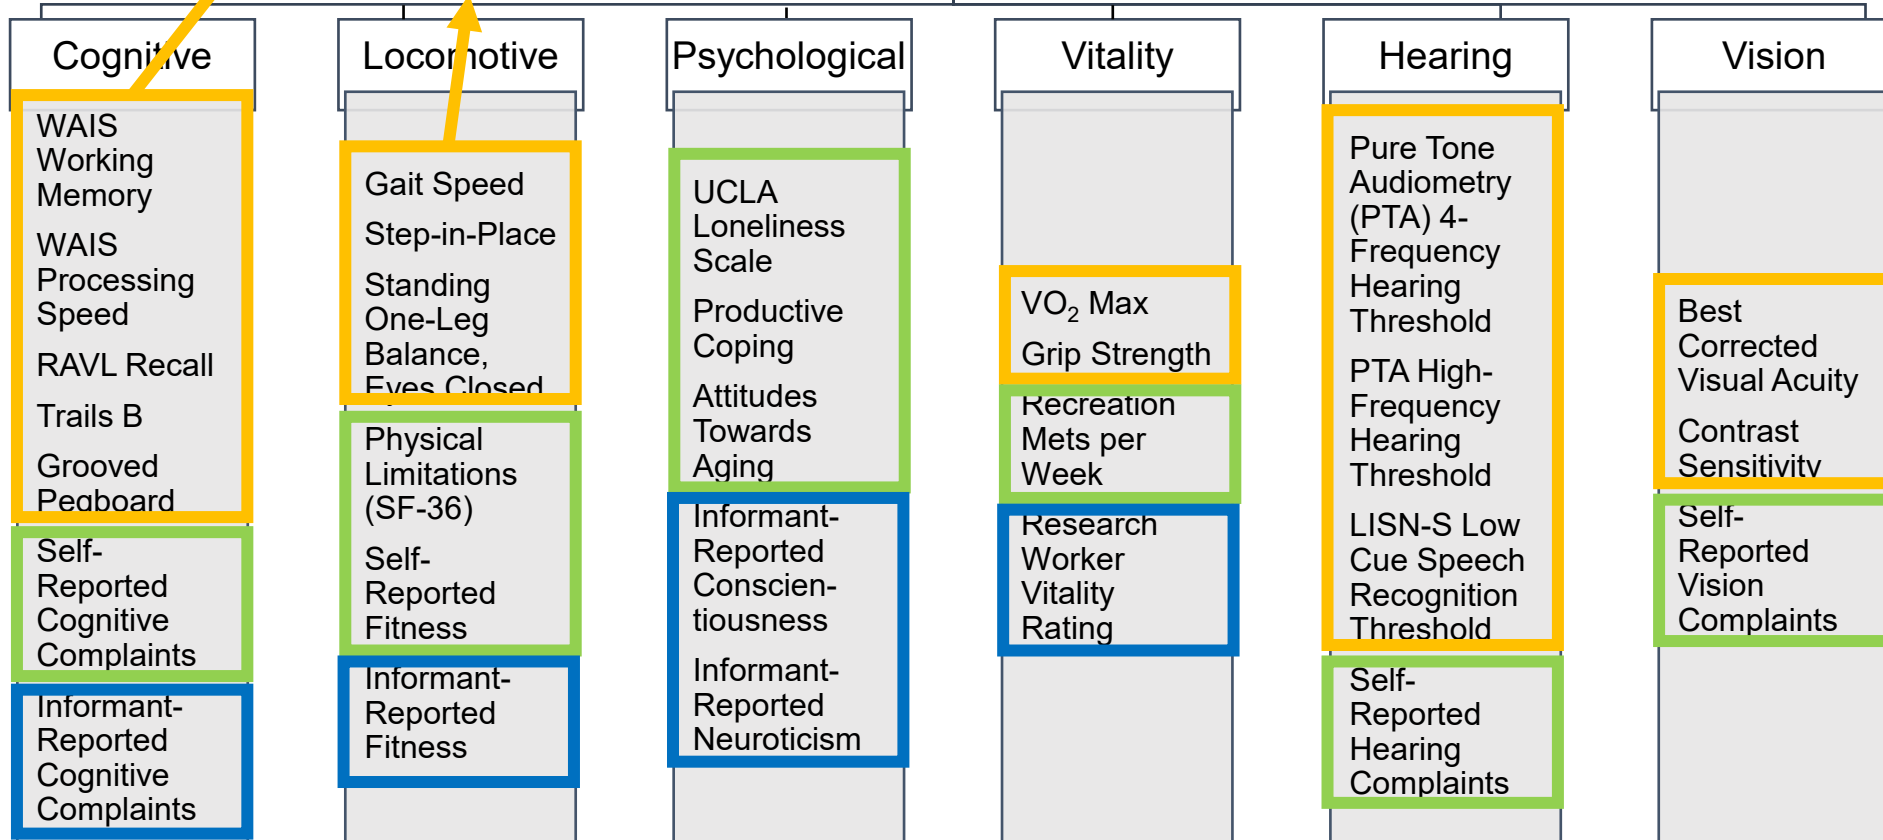 Cognitive
WAIS
Working
Memory
WAIS
Processing
Speed
RAVL Recall
Trails B
Grooved
Pegboard
Self-
Reported
Cognitive
Complaints
Informant-
Reported
Cognitive
Complaints
Locomotive
Gait Speed
Step-in-Place
Standing
One-Leg
Balance,
Eyes Closed
Physical
Limitations
(SF-36)
Self-
Reported
Fitness
Informant-
Reported
Fitness
Psychological
UCLA
Loneliness
Scale
Productive
Coping
Attitudes
Towards
Aging
Informant-
Reported
Conscien-
tiousness
Informant-
Reported
Neuroticism
Vitality
VO₂ Max
Grip Strength
Recreation
Mets per
Week
Research
Worker
Vitality
Rating
Hearing
Pure Tone
Audiometry
(PTA) 4-
Frequency
Hearing
Threshold
PTA High-
Frequency
Hearing
Threshold
LISN-S Low
Cue Speech
Recognition
Threshold
Self-
Reported
Hearing
Complaints
Vision
Best
Corrected
Visual Acuity
Contrast
Sensitivity
Self-
Reported
Vision
Complaints